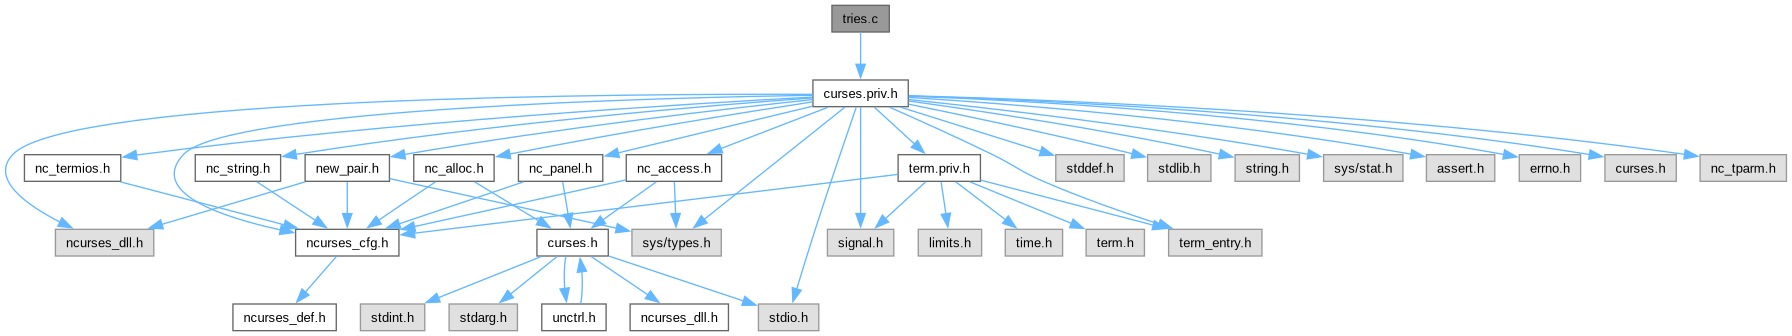 tries.c
curses.priv.h
nc_termios.h
nc_string.h
new_pair.h
nc_alloc.h
nc_panel.h
nc_access.h
term.priv.h
stddef.h
stdlib.h
string.h
sys/stat.h
assert.h
errno.h
curses.h
nc_tparm.h
ncurses_dll.h
ncurses_cfg.h
curses.h
sys/types.h
signal.h
limits.h
time.h
term.h
term_entry.h
ncurses_def.h
stdint.h
stdarg.h
unctrl.h
ncurses_dll.h
stdio.h